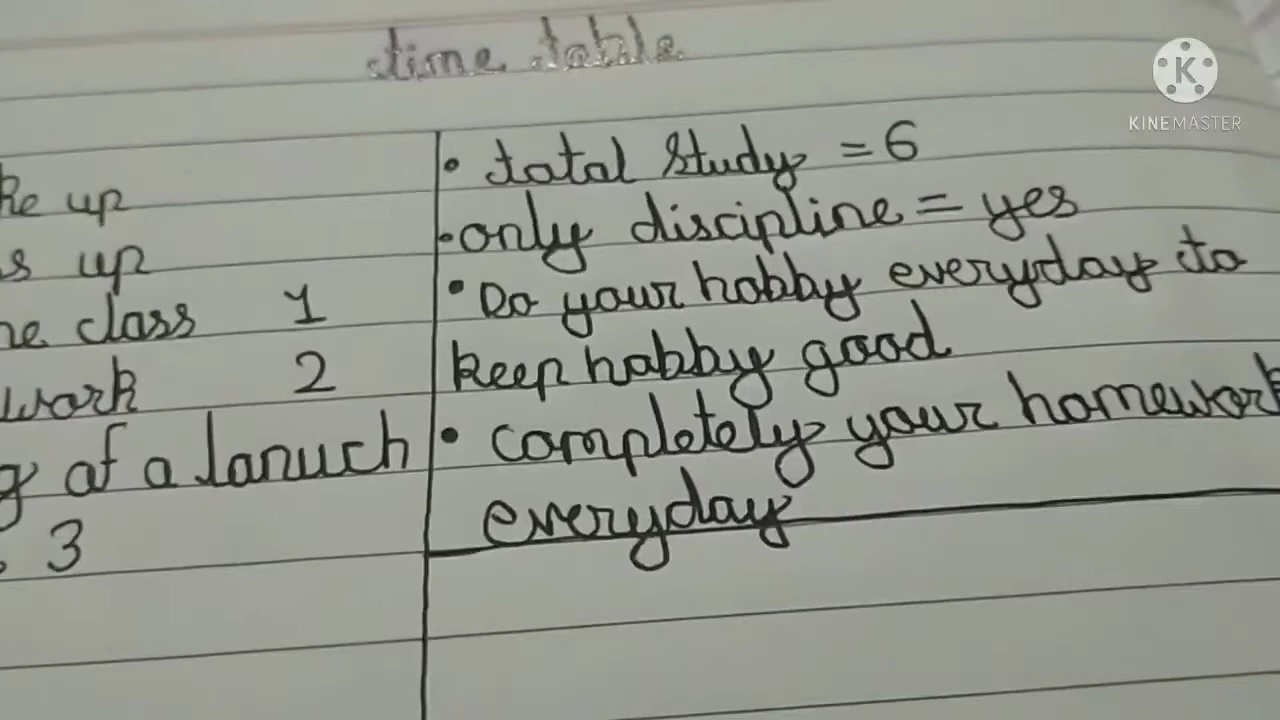 time table
K
KINEMASTER
ke up
s up
ne class 1
work 2
g of a lanuch
3
• total study = 6
• only discipline = yes
• Do your hobby everyday to
keep hobby good
• completely your homework
everyday